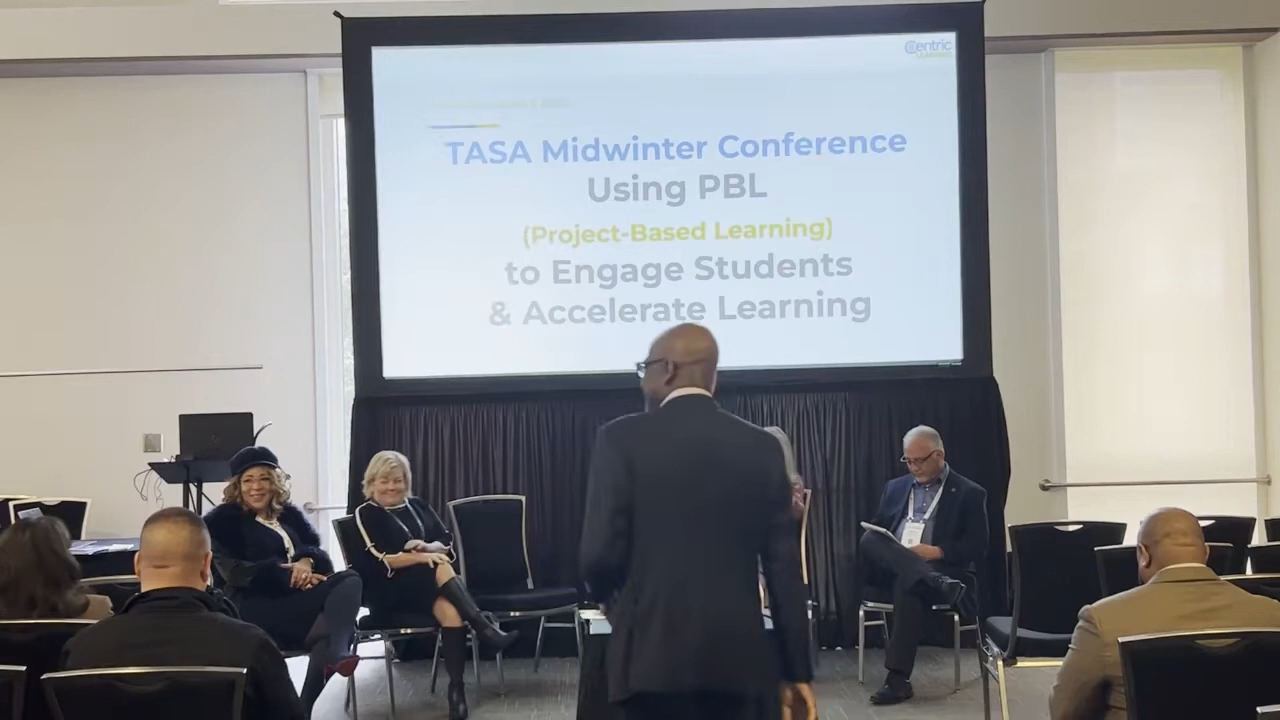 Centric
TASA Midwinter Conference
Using PBL
(Project-Based Learning)
to Engage Students
& Accelerate Learning